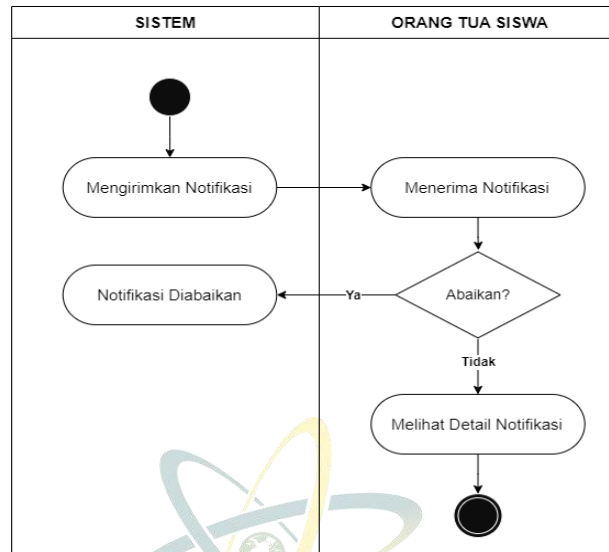 SISTEM
ORANG TUA SISWA
Mengirimkan Notifikasi
Menerima Notifikasi
Notifikasi Diabaikan
Ya
Abaikan?
Tidak
Melihat Detail Notifikasi